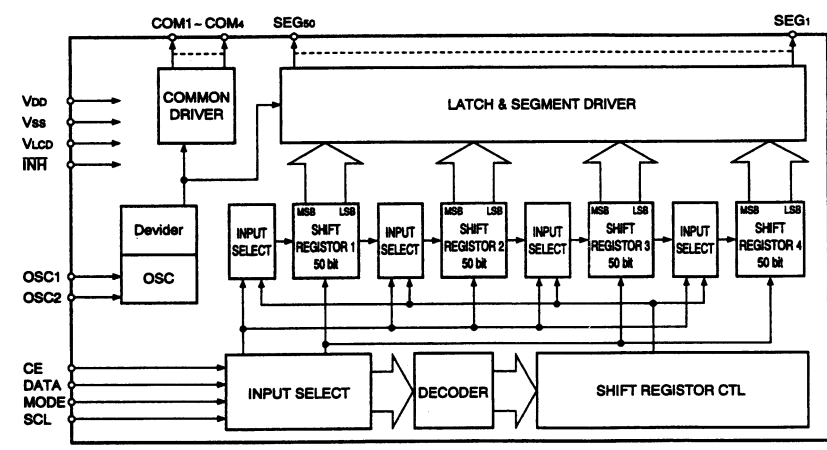 COM1~COM4 SEG50 SEG1
COMMON
DRIVER
LATCH & SEGMENT DRIVER
VDD
VSS
VLCD
INH
Devider
OSC
OSC1
OSC2
INPUT
SELECT
MSB LSB
SHIFT
REGISTOR 1
50 bit
INPUT
SELECT
MSB LSB
SHIFT
REGISTOR 2
50 bit
INPUT
SELECT
MSB LSB
SHIFT
REGISTOR 3
50 bit
INPUT
SELECT
MSB LSB
SHIFT
REGISTOR 4
50 bit
CE
DATA
MODE
SCL
INPUT SELECT
DECODER
SHIFT REGISTOR CTL